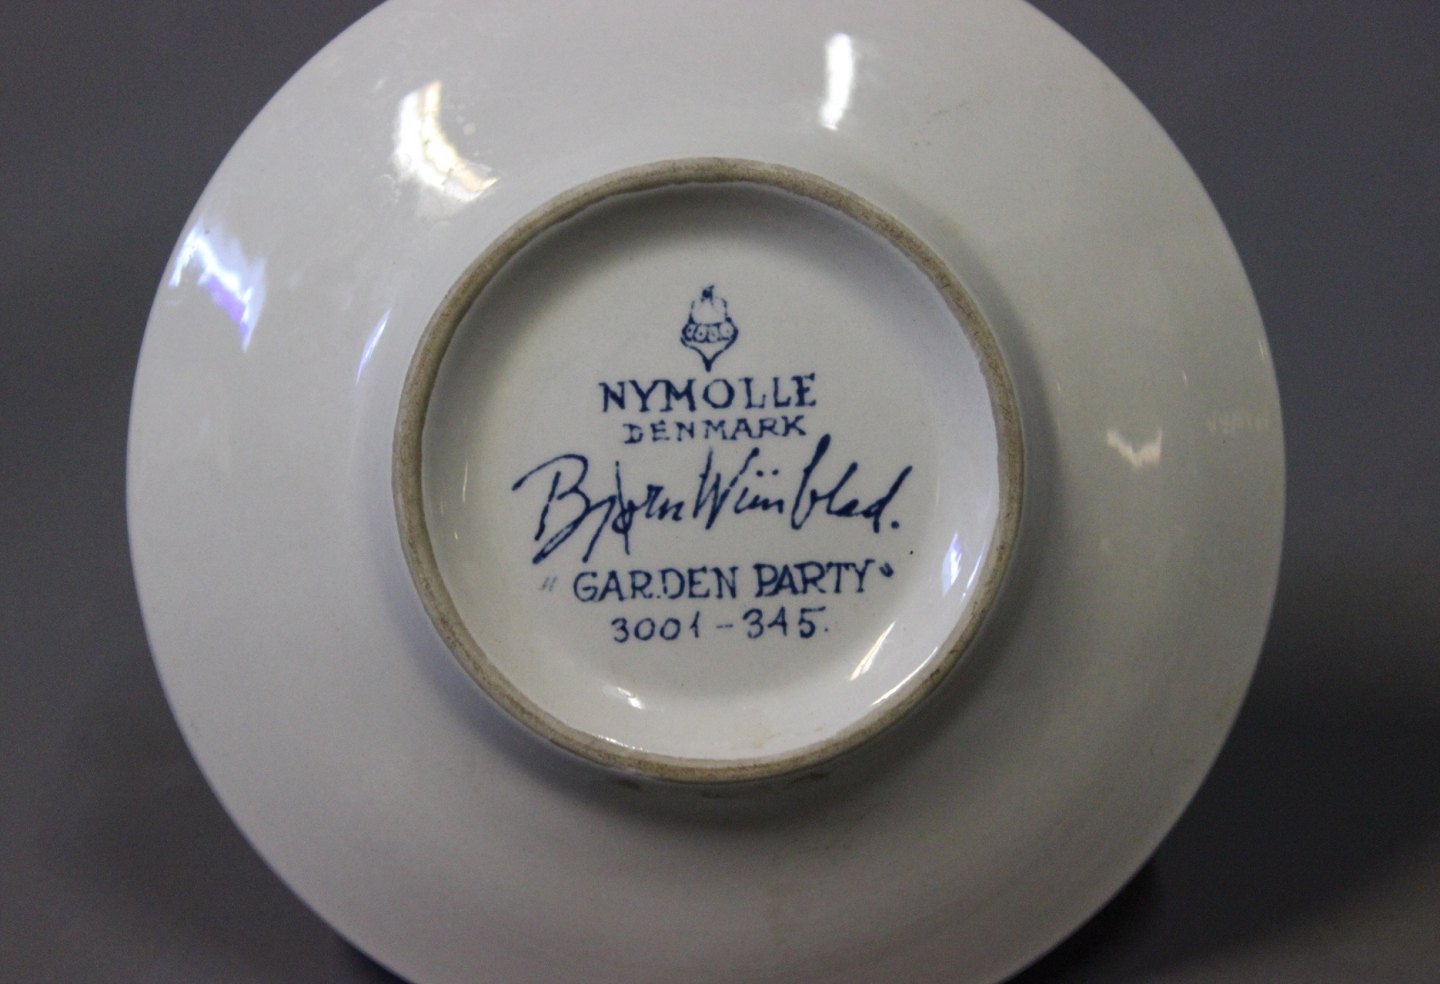 NYMOLLE
DENMARK
Bjørn Wiinblad.
"GARDEN PARTY"
3001-345.